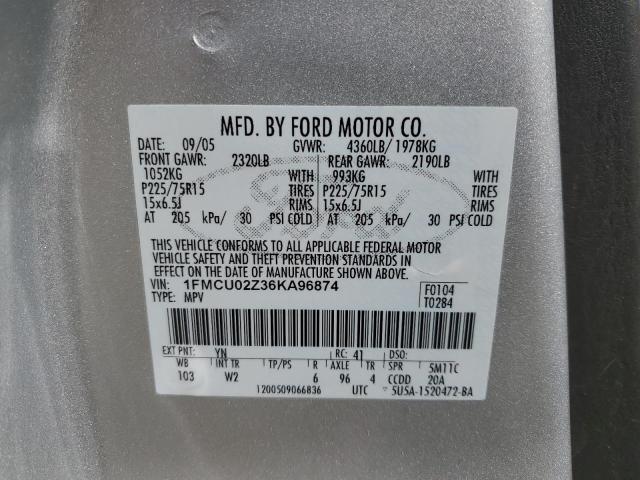 MFD. BY FORD MOTOR CO.
DATE: 09/05 GVWR: 4360LB/1978KG
FRONT GAWR: 2320LB REAR GAWR: 2190LB
1052KG WITH 993KG WITH
P225/75R15 TIRES P225/75R15 TIRES
15x6.5J RIMS 15x6.5J RIMS
AT 205 kPa/ 30 PSI COLD AT 205 kPa/ 30 PSI COLD
THIS VEHICLE CONFORMS TO ALL APPLICABLE FEDERAL MOTOR
VEHICLE SAFETY AND THEFT PREVENTION STANDARDS IN
EFFECT ON THE DATE OF MANUFACTURE SHOWN ABOVE.
VIN: 1FMCU02Z36KA96874 F0104
TYPE: MPV T0284
EXT PNT: YN RC: 41 DSO:
WB INT TR TP/PS R AXLE TR SPR 5M11C
103 W2 6 96 4 CCDD 20A
1200509066836 UTC 5U5A-1520472-BA
Ford